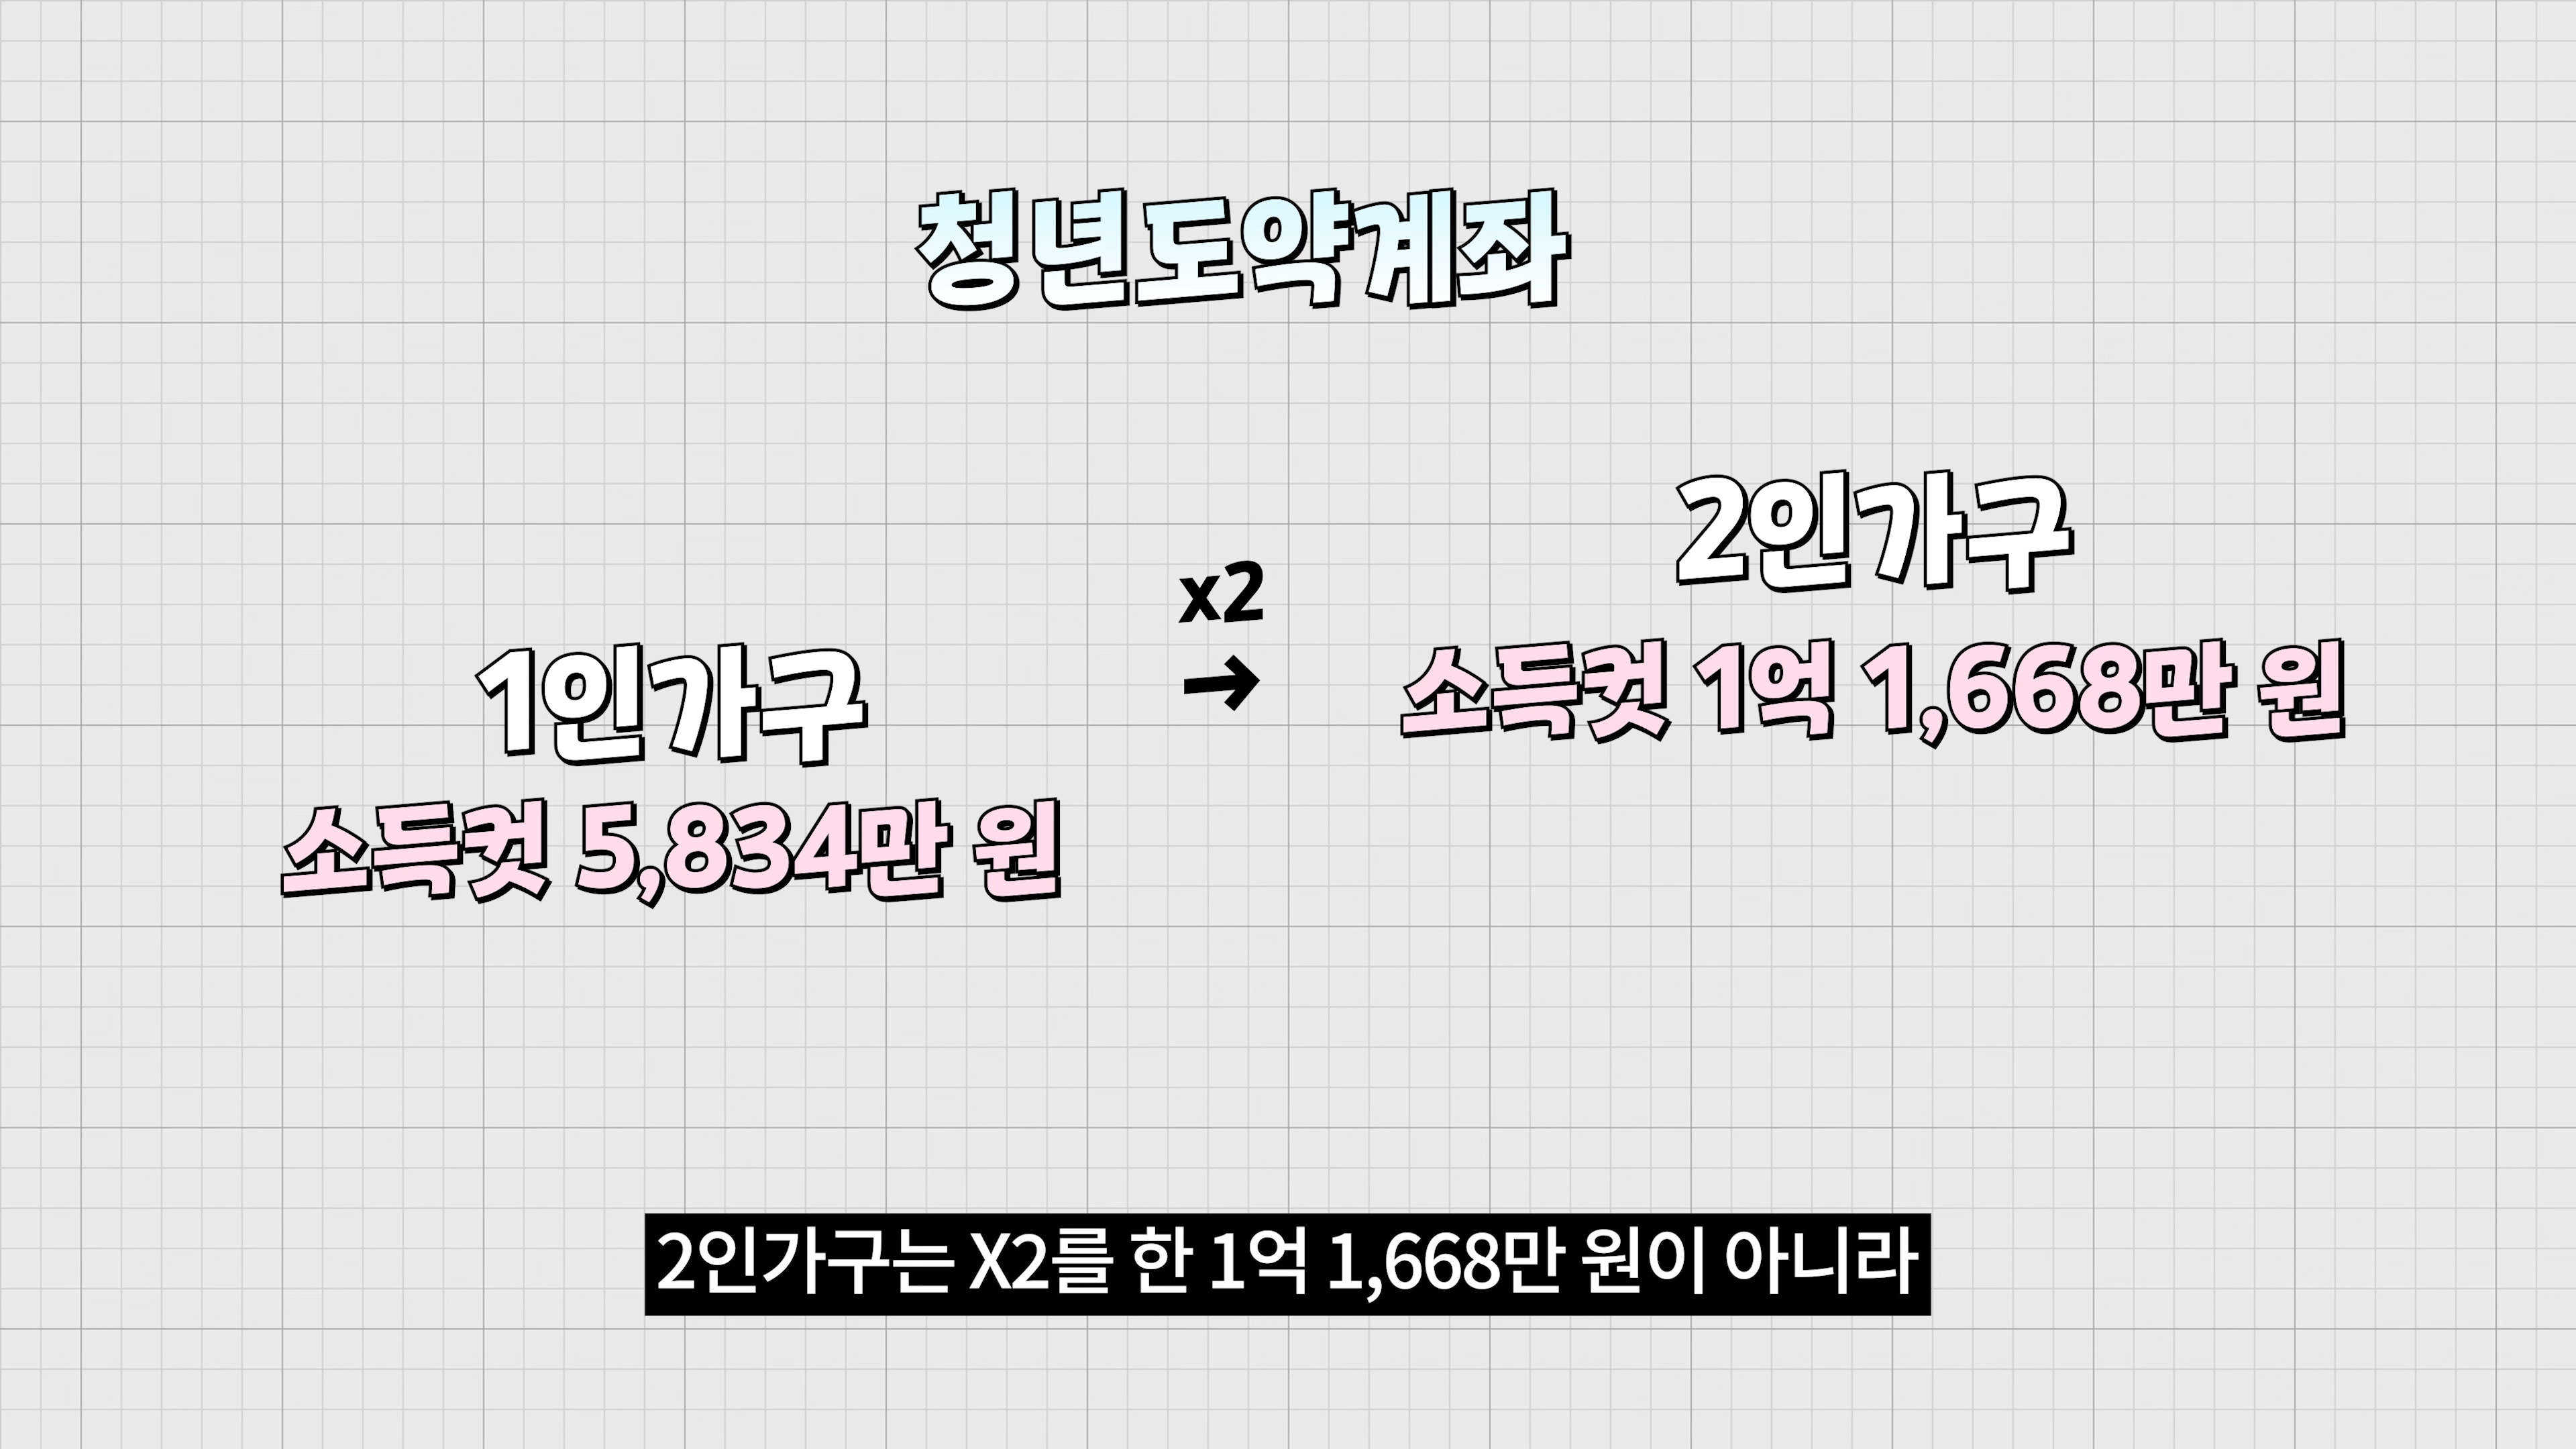 청년도약계좌
1인가구
소득컷 5,834만 원
x2
→
2인가구
소득컷 1억 1,668만 원
2인가구는 X2를 한 1억 1,668만 원이 아니라